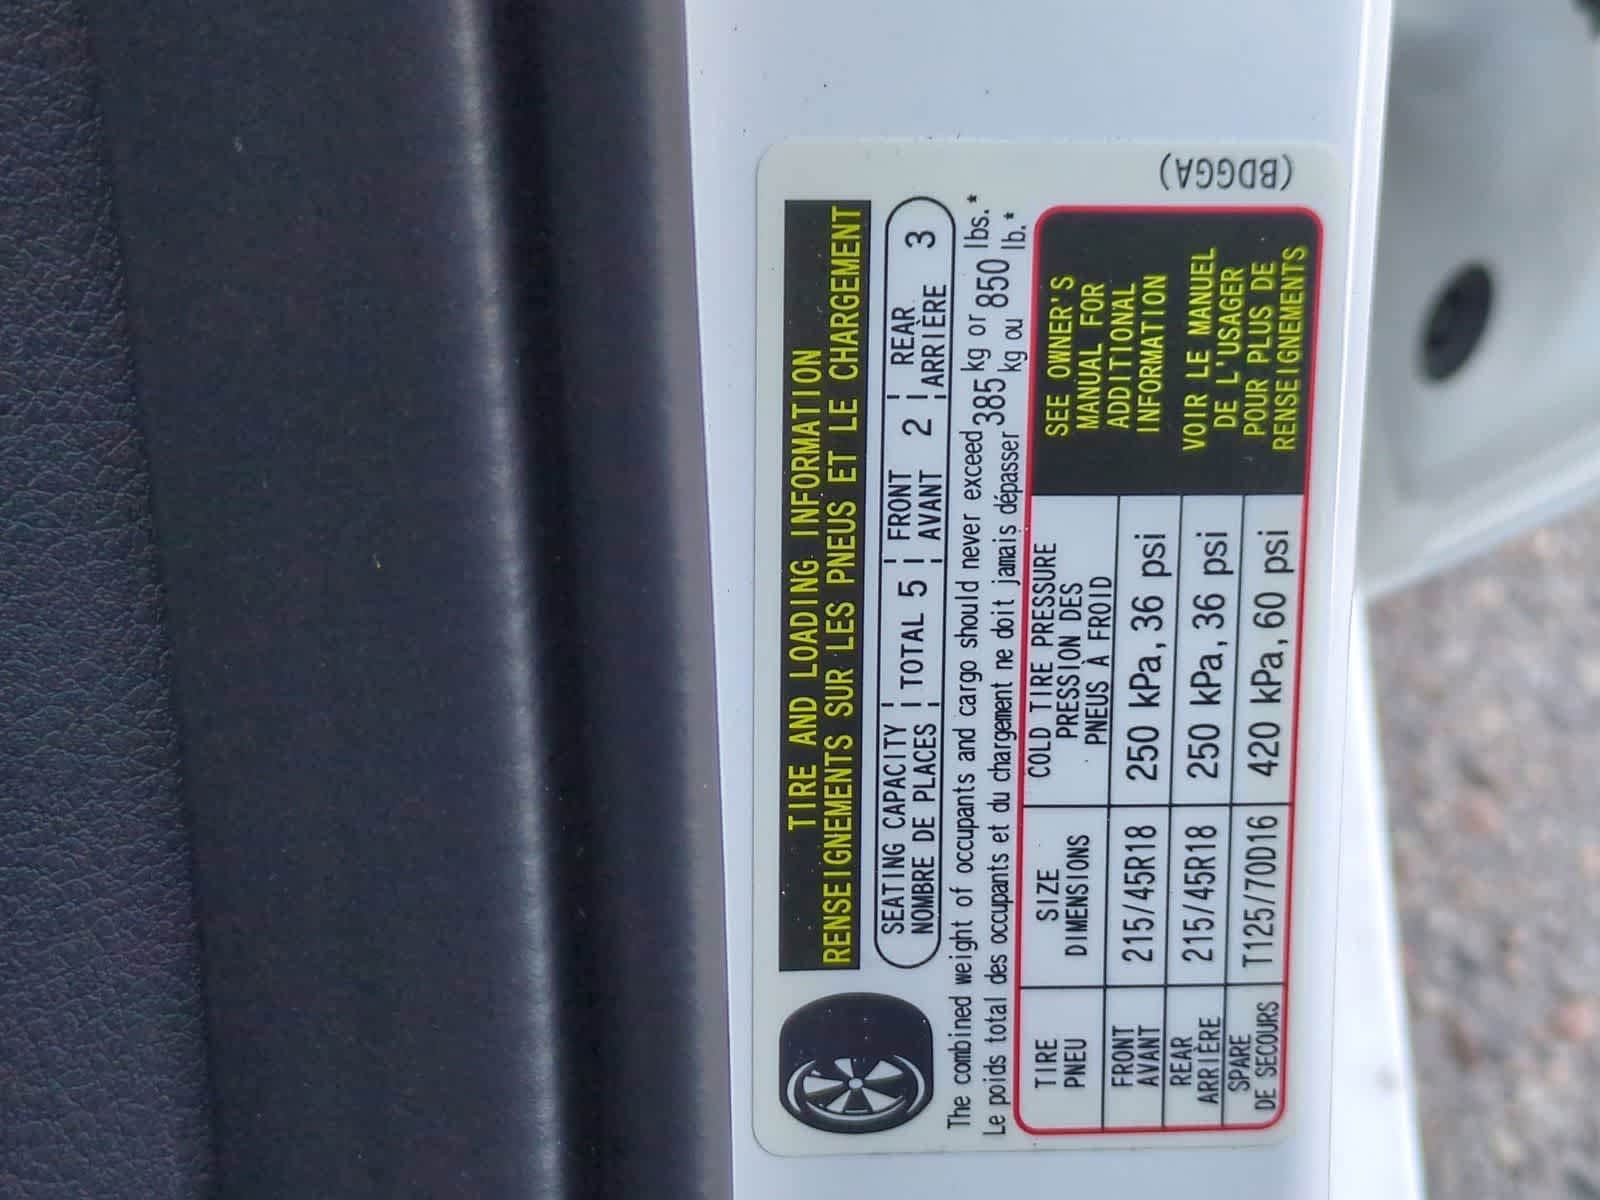 TIRE AND LOADING INFORMATION
RENSEIGNEMENTS SUR LES PNEUS ET LE CHARGEMENT
SEATING CAPACITY TOTAL 5 FRONT 2 REAR 3
NOMBRE DE PLACES AVANT ARRIÈRE
The combined weight of occupants and cargo should never exceed 385 kg or 850 lbs.*
Le poids total des occupants et du chargement ne doit jamais dépasser kg ou lb.*
TIRE SIZE COLD TIRE PRESSURE
PNEU DIMENSIONS PRESSION DES
PNEUS À FROID
FRONT 215/45R18 250 kPa, 36 psi
AVANT
REAR 215/45R18 250 kPa, 36 psi
ARRIÈRE
SPARE T125/70D16 420 kPa, 60 psi
DE SECOURS
SEE OWNER'S
MANUAL FOR
ADDITIONAL
INFORMATION
VOIR LE MANUEL
DE L'USAGER
POUR PLUS DE
RENSEIGNEMENTS
(BDGGA)